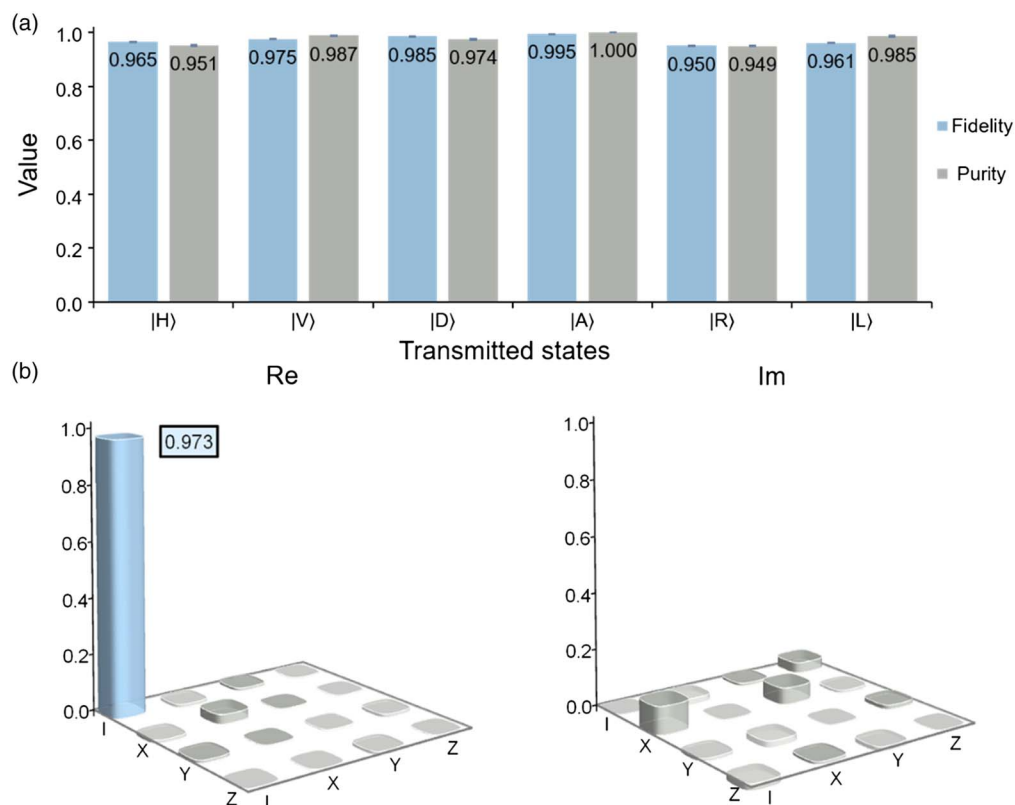 (a)
1.0
0.8
0.6
0.4
0.2
0.0
Value
0.965 0.951 0.975 0.987 0.985 0.974 0.995 1.000 0.950 0.949 0.961 0.985
Fidelity
Purity
|H⟩ |V⟩ |D⟩ |A⟩ |R⟩ |L⟩
Transmitted states
(b)
Re
1.0
0.8
0.6
0.4
0.2
0.0
0.973
I
X
Y
Z
I
X
Y
Z
Im
1.0
0.8
0.6
0.4
0.2
0.0
I
X
Y
Z
I
X
Y
Z